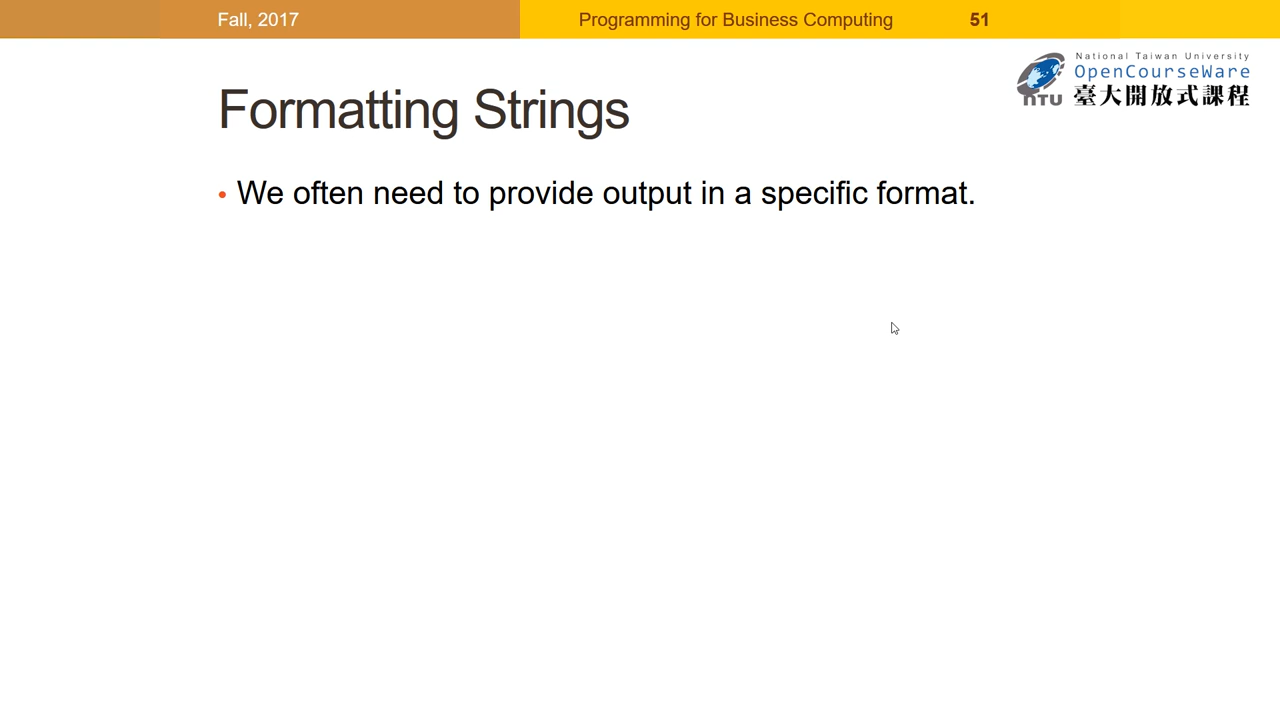 Fall, 2017
Programming for Business Computing
51
National Taiwan University
OpenCourseWare
NTU
臺大開放式課程
Formatting Strings
• We often need to provide output in a specific format.